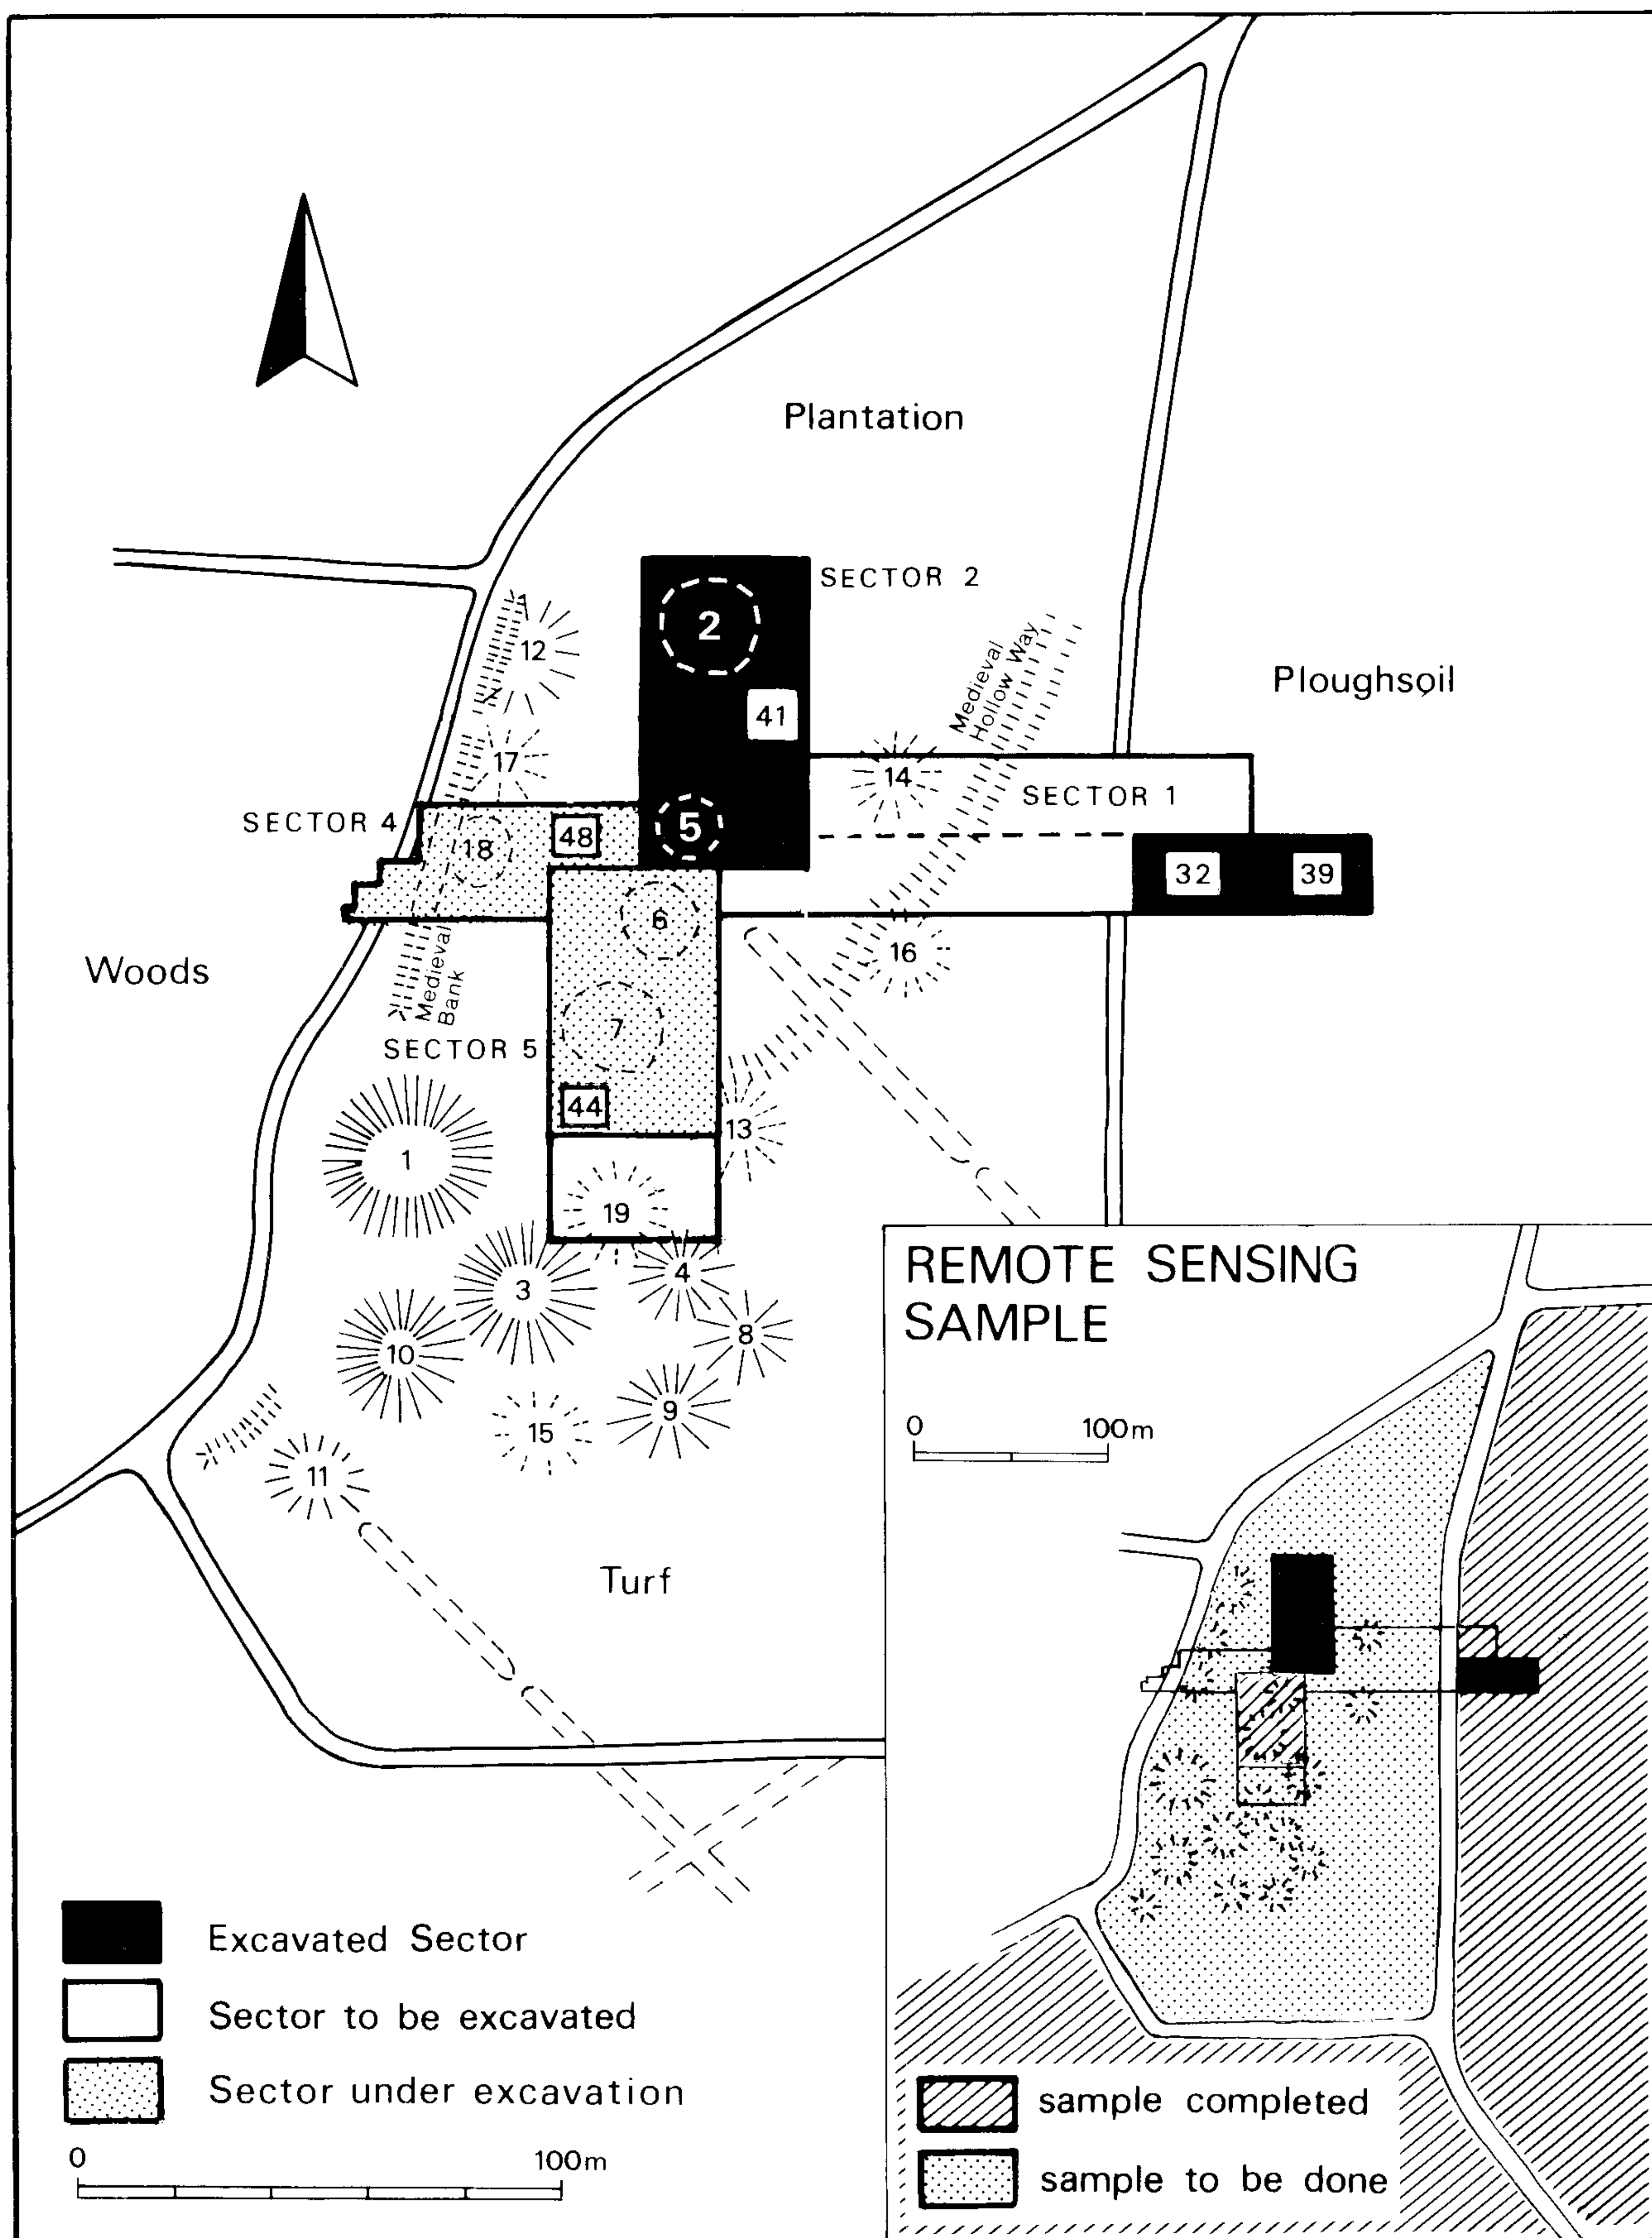 Plantation
SECTOR 2
2
12
Medieval
Hollow Way
Ploughsoil
41
17
14
SECTOR 1
SECTOR 4
18
48
5
32
39
6
16
Woods
Medieval
Bank
7
SECTOR 5
44
13
1
19
4
3
8
10
9
15
11
Turf
Excavated Sector
Sector to be excavated
Sector under excavation
0 100m
REMOTE SENSING
SAMPLE
0 100m
sample completed
sample to be done